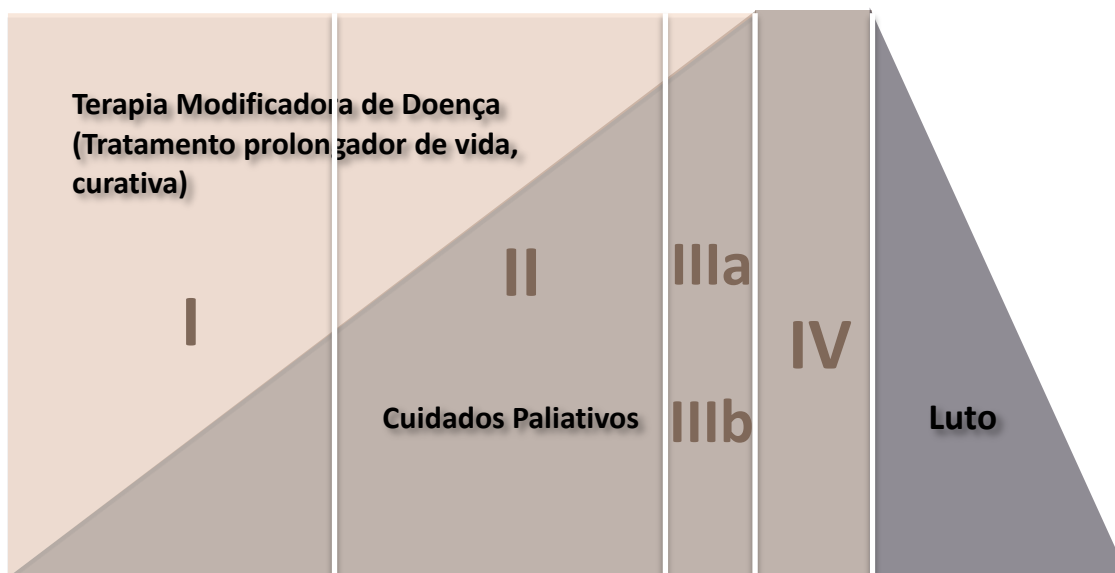 Terapia Modificadora de Doença
(Tratamento prolongador de vida,
curativa)
I
II
IIIa
IIIb
IV
Cuidados Paliativos
Luto